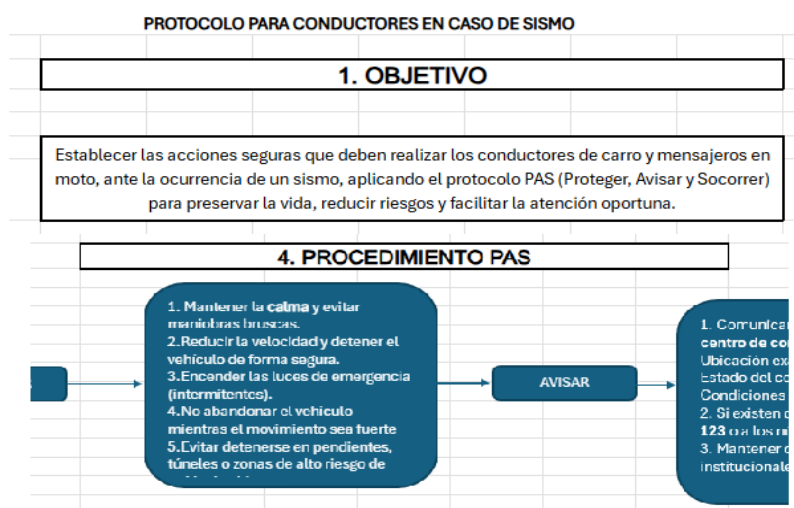 PROTOCOLO PARA CONDUCTORES EN CASO DE SISMO
1. OBJETIVO
Establecer las acciones seguras que deben realizar los conductores de carro y mensajeros en
moto, ante la ocurrencia de un sismo, aplicando el protocolo PAS (Proteger, Avisar y Socorrer)
para preservar la vida, reducir riesgos y facilitar la atención oportuna.
4. PROCEDIMIENTO PAS
1. Mantener la calma y evitar
maniobras bruscas.
2.Reducir la velocidad y detener el
vehículo de forma segura.
3.Encender las luces de emergencia
(intermitentes).
4.No abandonar el vehículo
mientras el movimiento sea fuerte
5.Evitar detenerse en pendientes,
túneles o zonas de alto riesgo de
AVISAR
1. Comunicar
centro de
Ubicación
Estado del
Condiciones
2. Si existen
123 o a los
3. Mantener